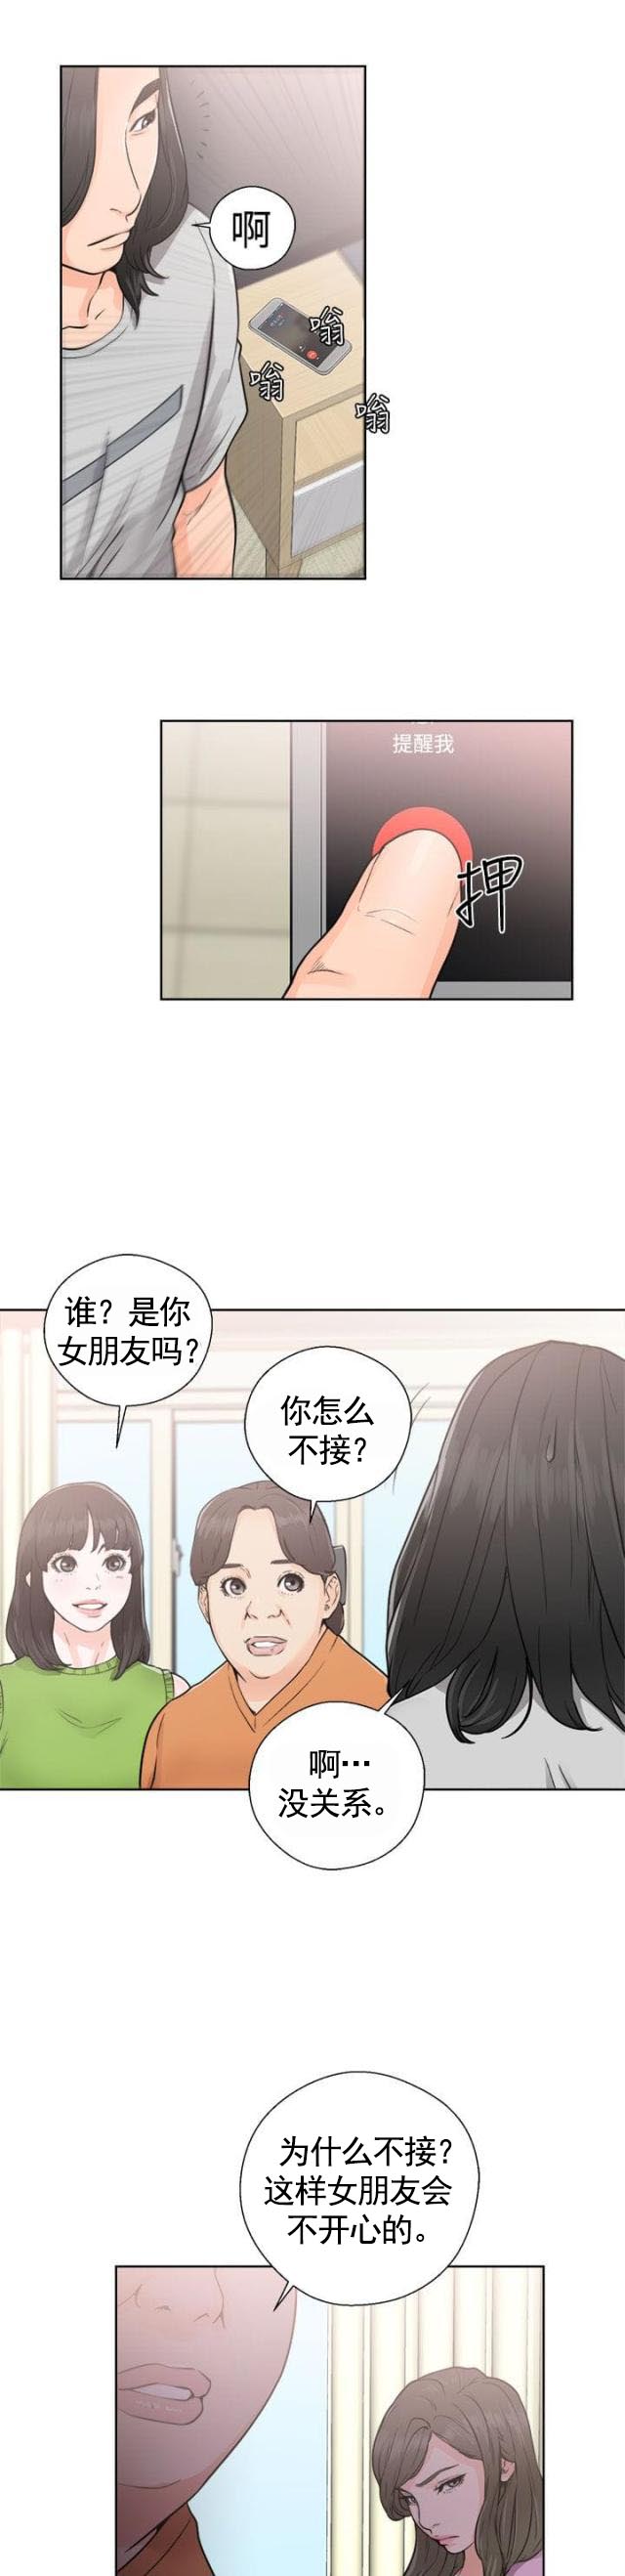 啊
嗡
嗡
嗡
提醒我
押
谁？是你
女朋友吗？
你怎么
不接？
啊…
没关系。
为什么不接？
这样女朋友会
不开心的。